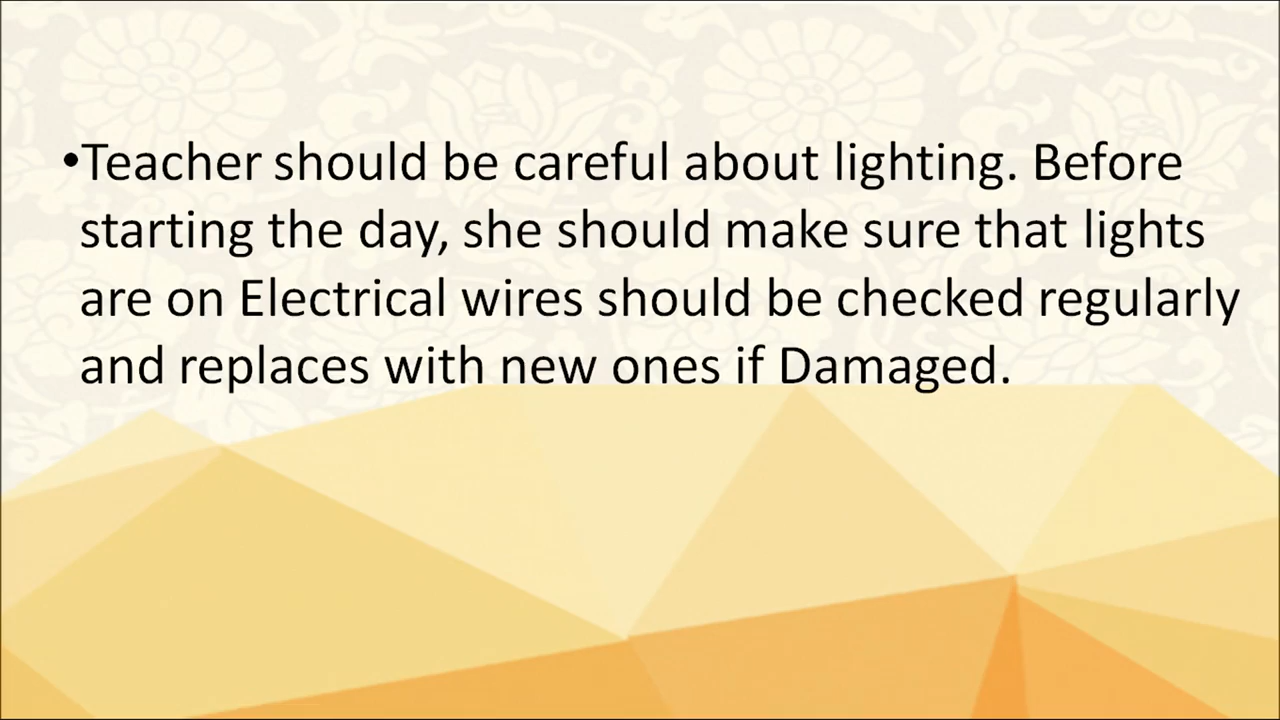 •Teacher should be careful about lighting. Before
starting the day, she should make sure that lights
are on Electrical wires should be checked regularly
and replaces with new ones if Damaged.